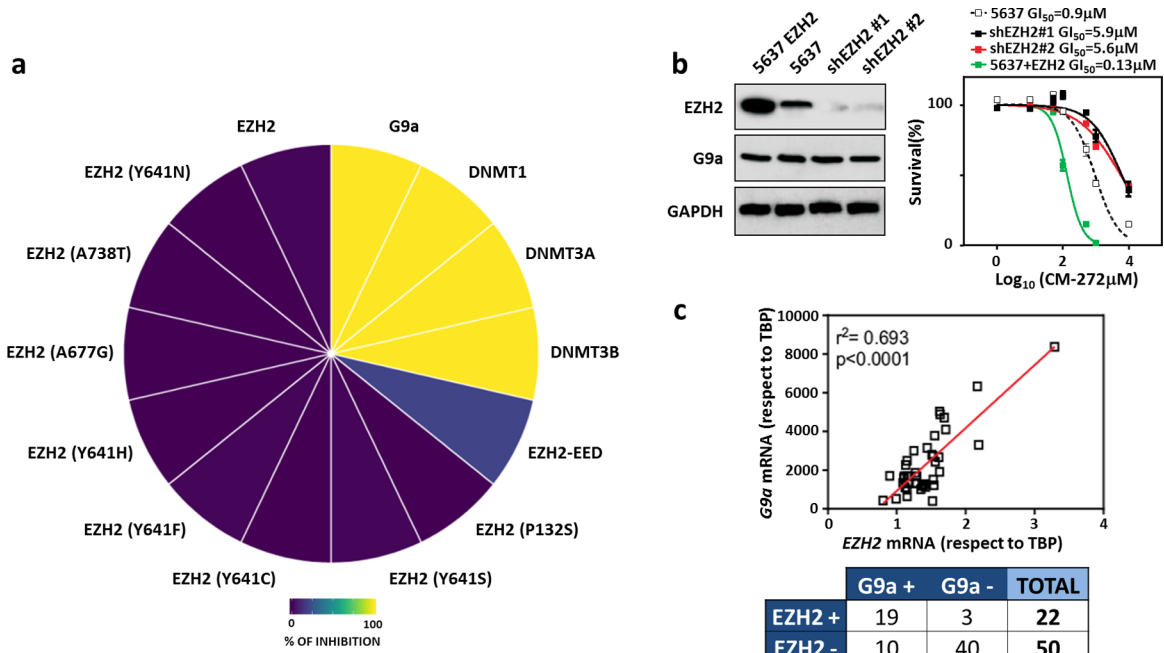 a
EZH2
G9a
EZH2 (Y641N)
DNMT1
EZH2 (A738T)
DNMT3A
EZH2 (A677G)
DNMT3B
EZH2 (Y641H)
EZH2-EED
EZH2 (Y641F)
EZH2 (P132S)
EZH2 (Y641C)
EZH2 (Y641S)
0
100
% OF INHIBITION
b
5637 EZH2
5637
shEZH2 #1
shEZH2 #2
EZH2
G9a
GAPDH
5637 GI50=0.9µM
shEZH2#1 GI50=5.9µM
shEZH2#2 GI50=5.6µM
5637+EZH2 GI50=0.13µM
Survival(%)
100
0
0
2
4
Log10 (CM-272µM)
c
G9a mRNA (respect to TBP)
10000
8000
6000
4000
2000
0
r2= 0.693
p<0.0001
0
1
2
3
4
EZH2 mRNA (respect to TBP)
G9a + G9a - TOTAL
EZH2 + 19 3 22
EZH2 - 10 40 50